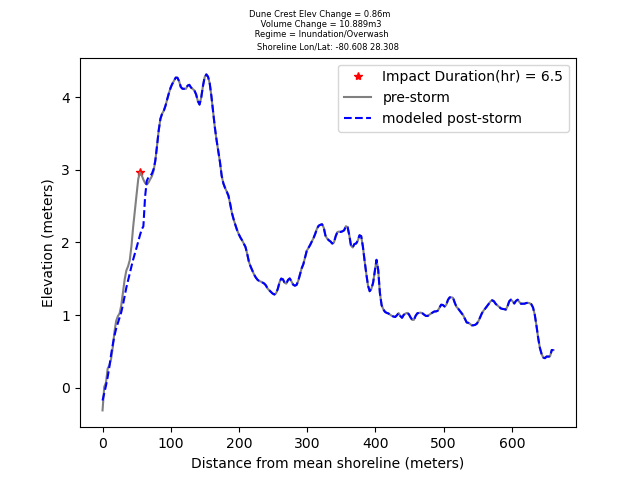 Dune Crest Elev Change = 0.86m
Volume Change = 10.889m3
Regime = Inundation/Overwash
Shoreline Lon/Lat: -80.608 28.308
Impact Duration(hr) = 6.5
pre-storm
modeled post-storm
Elevation (meters)
4
3
2
1
0
0 100 200 300 400 500 600
Distance from mean shoreline (meters)